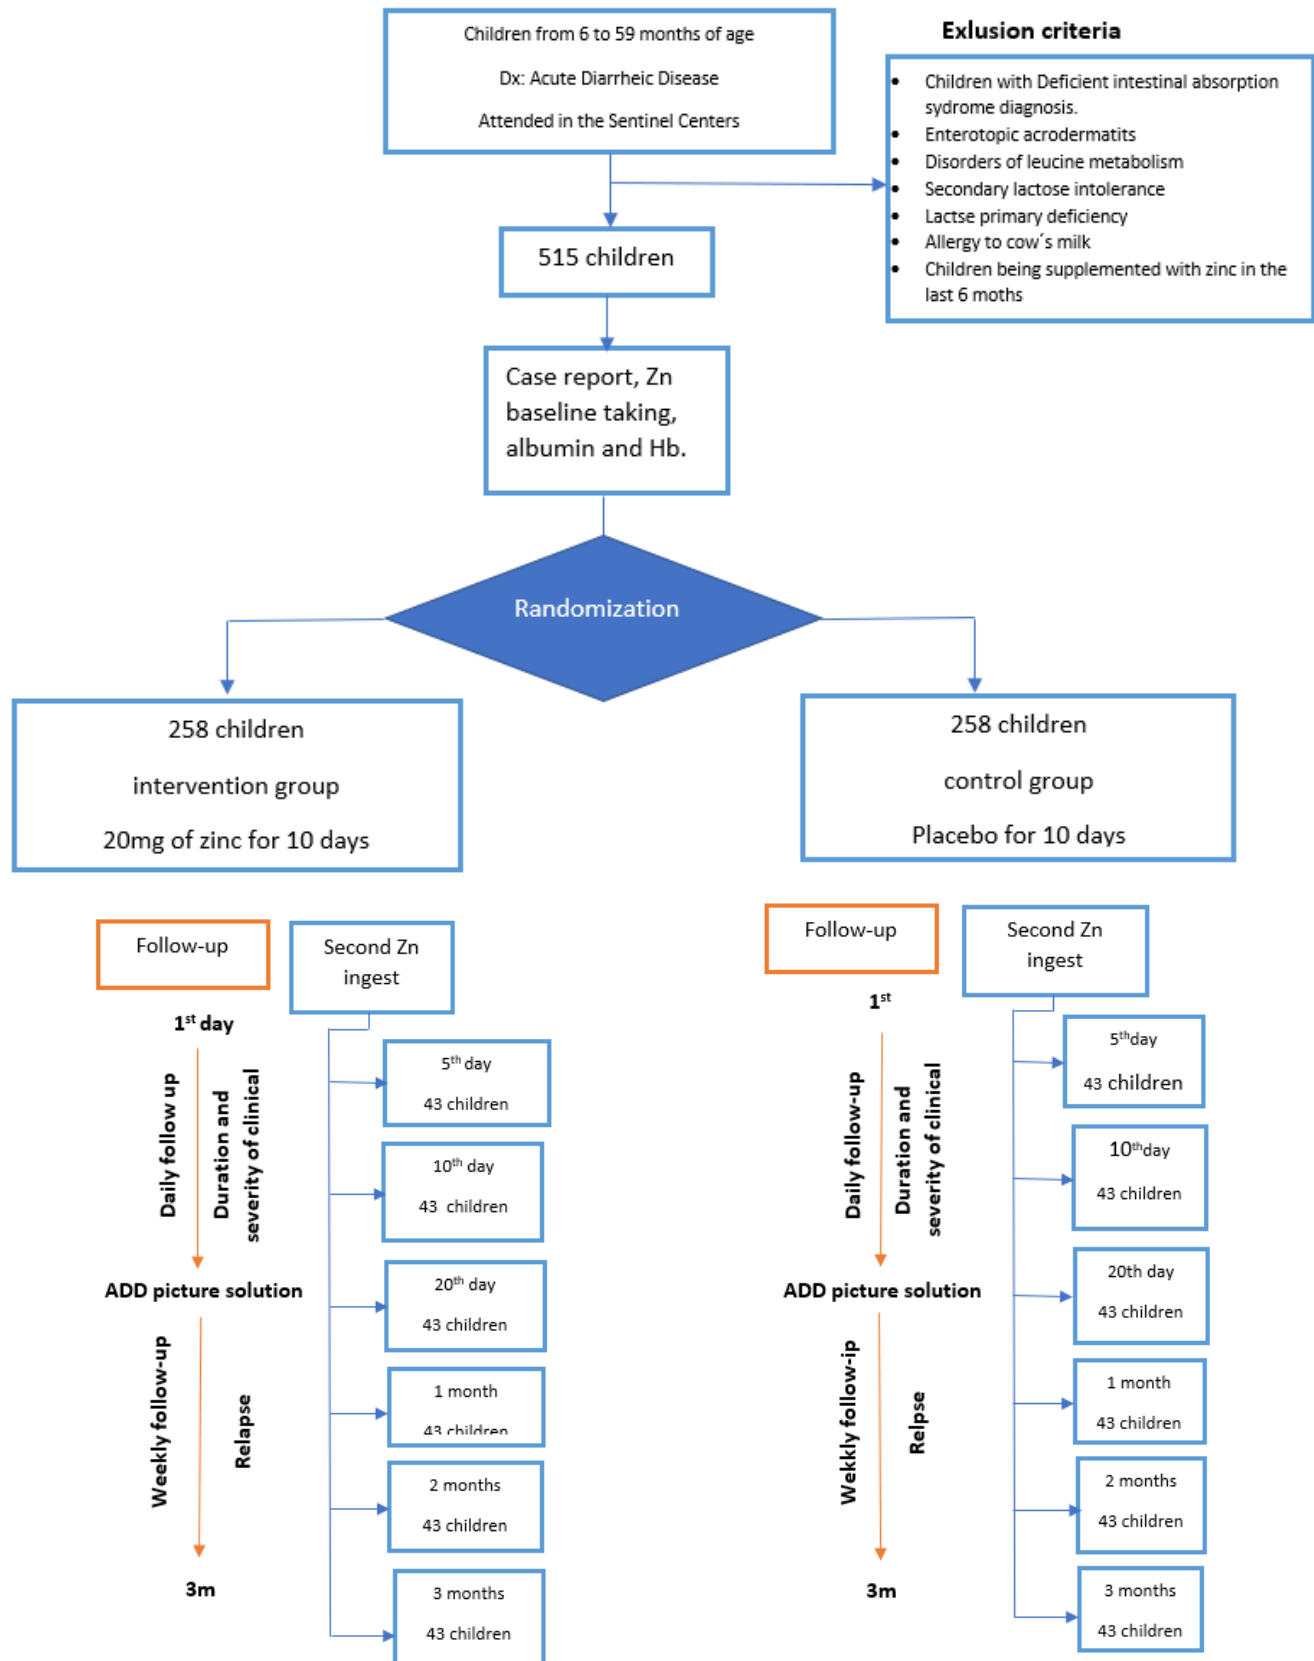 Children from 6 to 59 months of age
Dx: Acute Diarrheic Disease
Attended in the Sentinel Centers
Exlusion criteria
• Children with Deficient intestinal absorption
sydrome diagnosis.
• Enterotopic acrodermatits
• Disorders of leucine metabolism
• Secondary lactose intolerance
• Lactse primary deficiency
• Allergy to cow´s milk
• Children being supplemented with zinc in the
last 6 moths
515 children
Case report, Zn
baseline taking,
albumin and Hb.
Randomization
258 children
intervention group
20mg of zinc for 10 days
258 children
control group
Placebo for 10 days
Follow-up
Second Zn
ingest
1st day
Daily follow up
Duration and
severity of clinical
ADD picture solution
Weekly follow-up
Relapse
3m
5th day
43 children
10th day
43 children
20th day
43 children
1 month
43 children
2 months
43 children
3 months
43 children
Follow-up
Second Zn
ingest
1st
Daily follow-up
Duration and
severity of clinical
ADD picture solution
Wekkly follow-ip
Relpse
3m
5thday
43 children
10thday
43 children
20th day
43 children
1 month
43 children
2 months
43 children
3 months
43 children